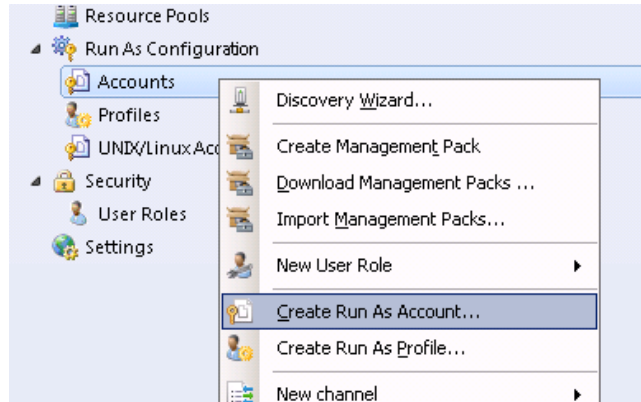 Resource Pools
Run As Configuration
Accounts
Profiles
UNIX/Linux Acc
Security
User Roles
Settings
Discovery Wizard...
Create Management Pack
Download Management Packs ...
Import Management Packs...
New User Role
Create Run As Account...
Create Run As Profile...
New channel